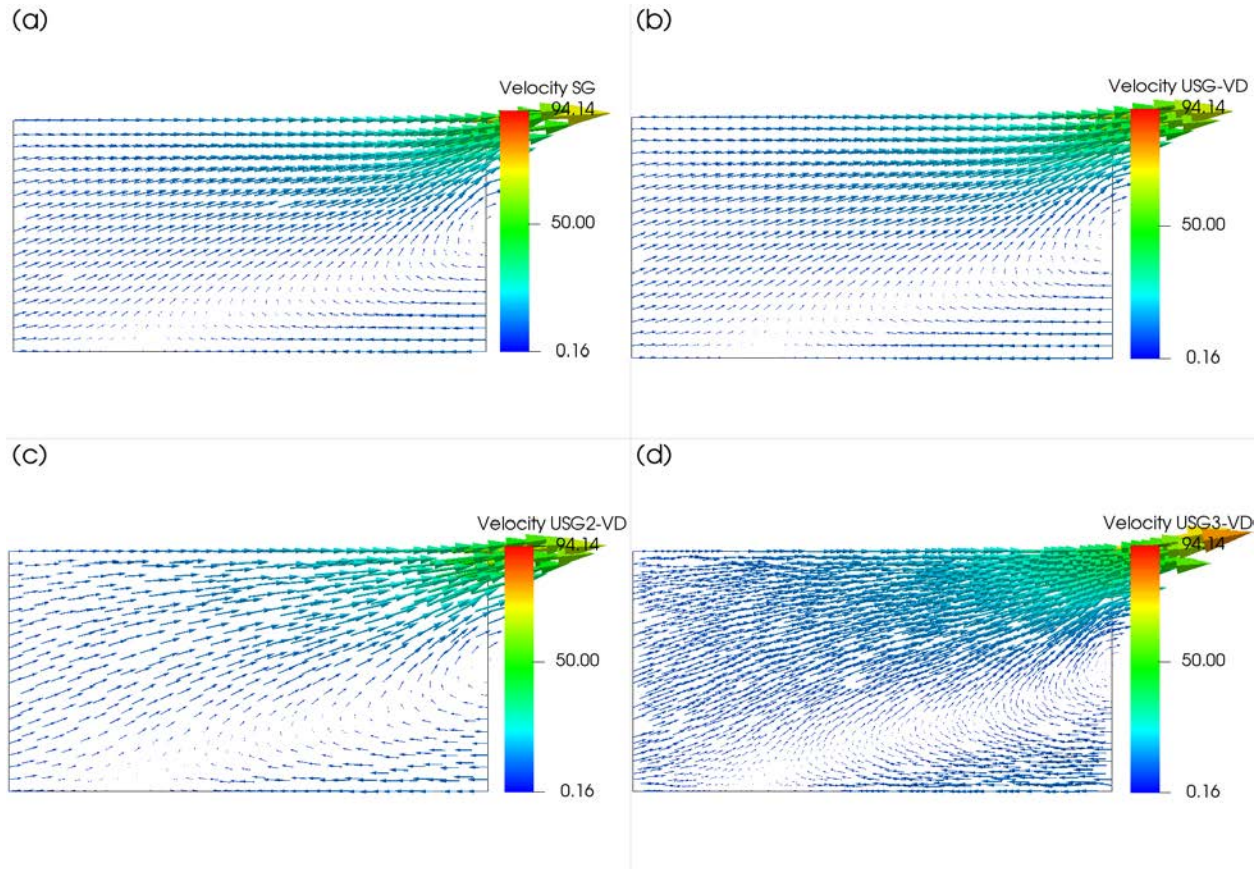 (a)
Velocity SG
94.14
50.00
0.16
(b)
Velocity USG-VD
94.14
50.00
0.16
(c)
Velocity USG2-VD
94.14
50.00
0.16
(d)
Velocity USG3-VD
94.14
50.00
0.16